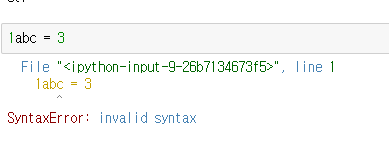 1abc = 3
File "<ipython-input-9-26b7134673f5>", line 1
1abc = 3
^
SyntaxError: invalid syntax